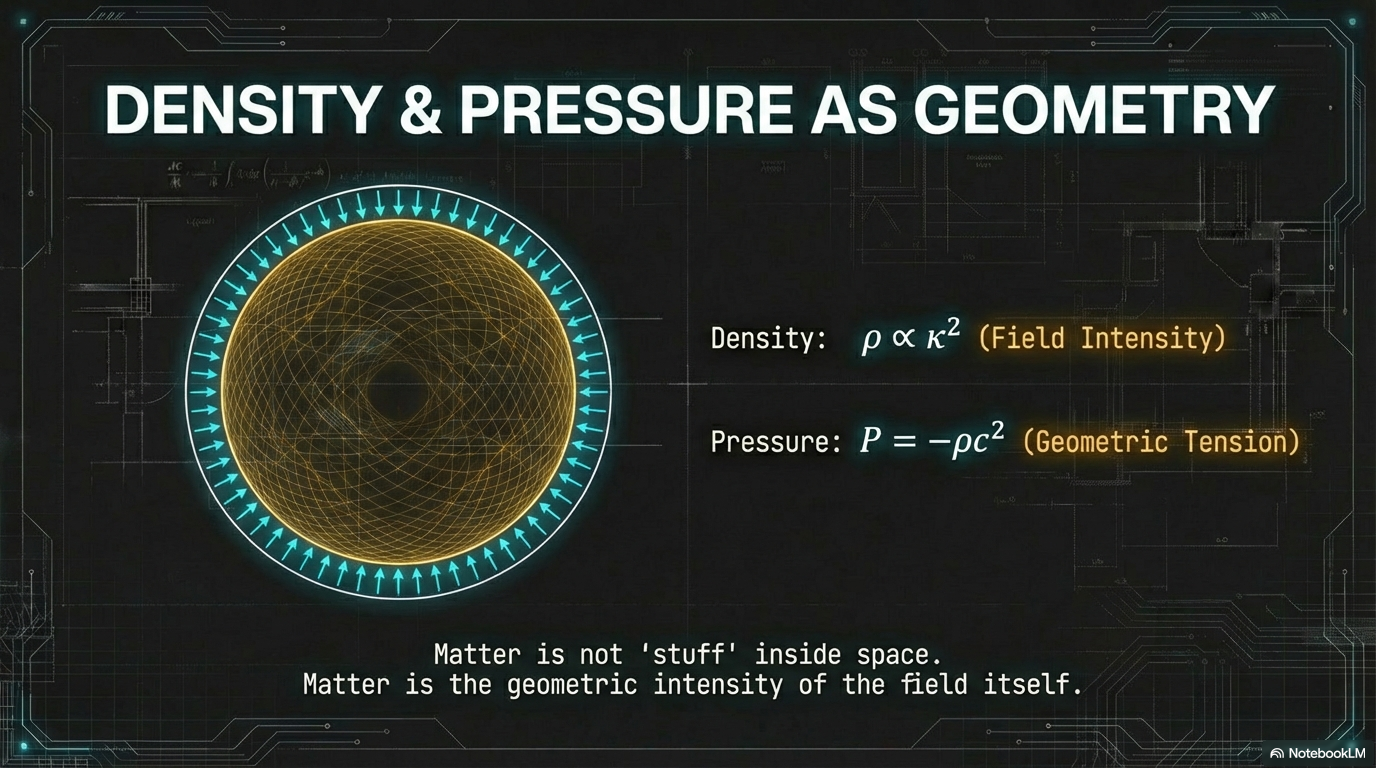 DENSITY & PRESSURE AS GEOMETRY
Density: ρ ∝ κ² (Field Intensity)
Pressure: P = −ρc² (Geometric Tension)
Matter is not 'stuff' inside space.
Matter is the geometric intensity of the field itself.
NotebookLM